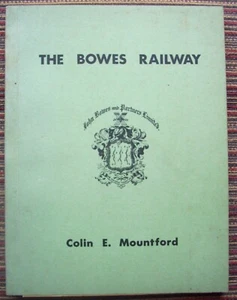 THE BOWES RAILWAY
John Bowes AND Partners Limited.
Colin E. Mountford